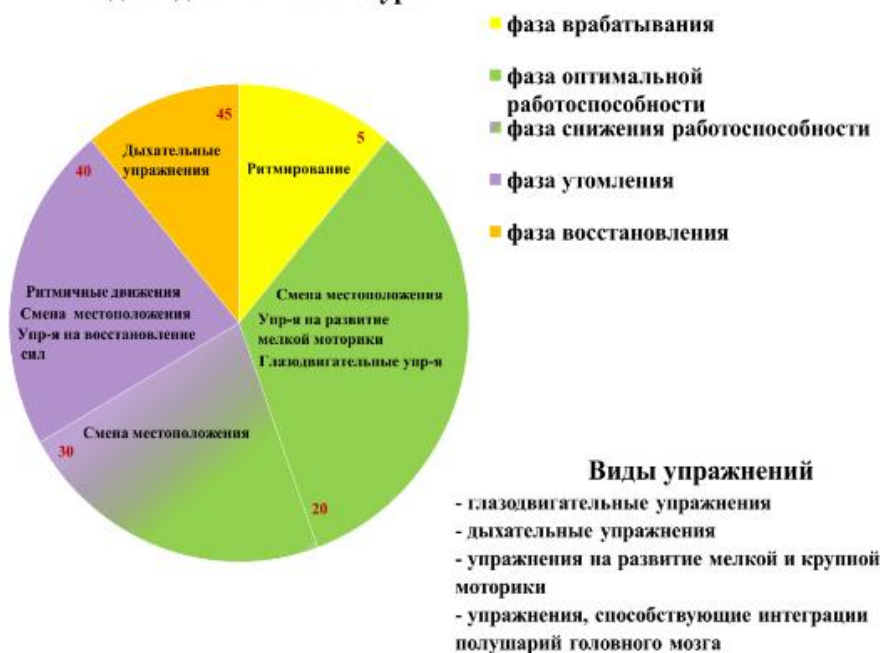 фаза врабатывания
фаза оптимальной
работоспособности
фаза снижения работоспособности
фаза утомления
фаза восстановления
45
5
40
Дыхательные
упражнения
Ритмирование
Ритмичные движения
Смена местоположения
Упр-я на восстановление
сил
Смена местоположения
Упр-я на развитие
мелкой моторики
Глазодвигательные упр-я
Смена местоположения
30
20
Виды упражнений
- глазодвигательные упражнения
- дыхательные упражнения
- упражнения на развитие мелкой и крупной
моторики
- упражнения, способствующие интеграции
полушарий головного мозга